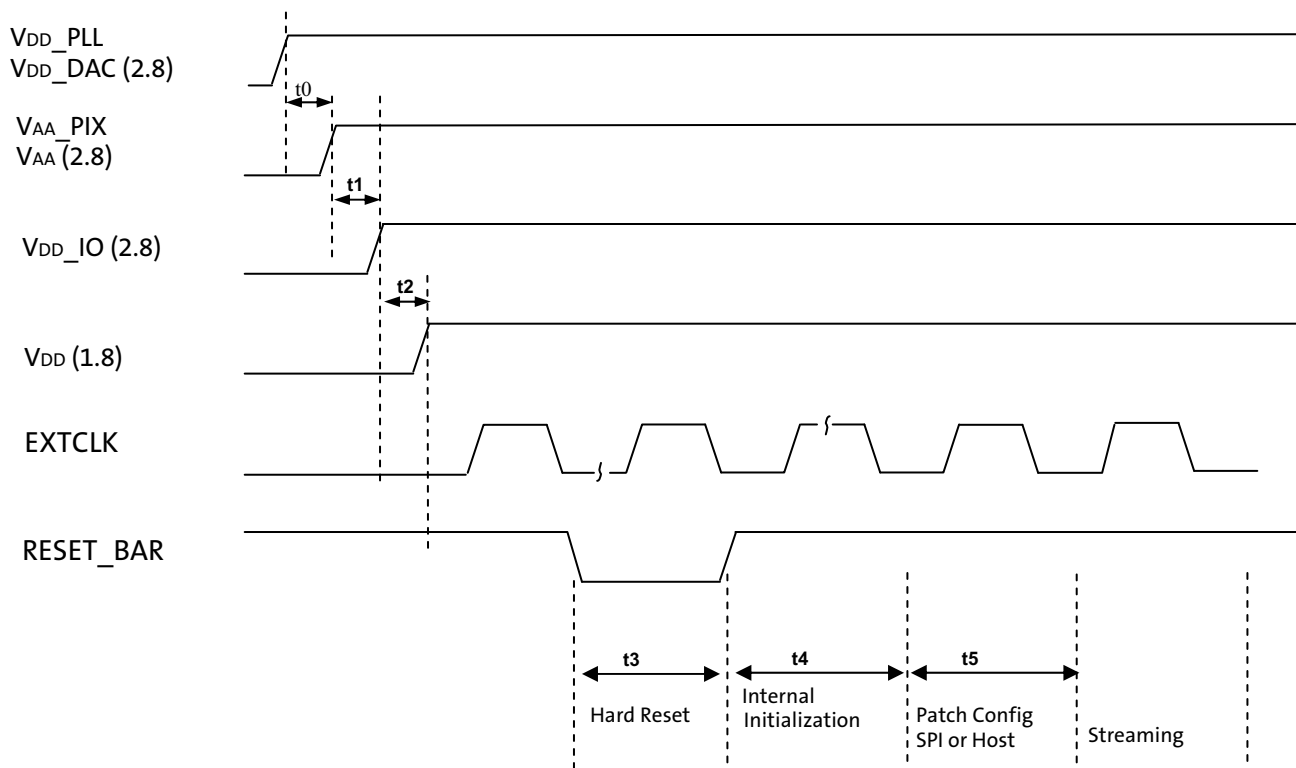 VDD_PLL
VDD_DAC (2.8)
t0
VAA_PIX
VAA (2.8)
t1
VDD_IO (2.8)
t2
VDD (1.8)
EXTCLK
RESET_BAR
t3
t4
t5
Hard Reset
Internal
Initialization
Patch Config
SPI or Host
Streaming